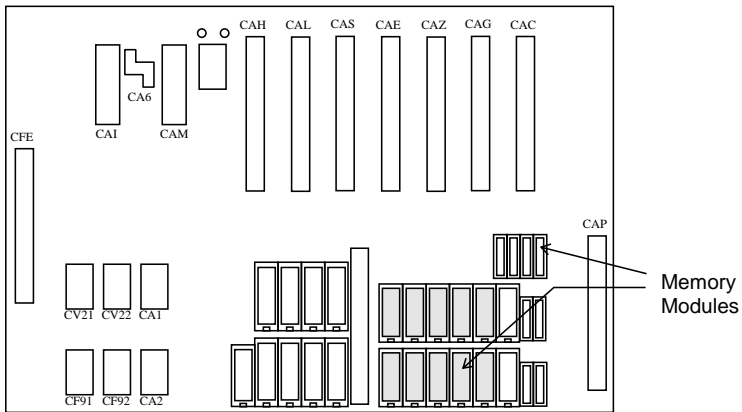 CAH CAL CAS CAE CAZ CAG CAC
CA6
CAI CAM
CFE
CAP
Memory
Modules
CV21 CV22 CA1
CF91 CF92 CA2